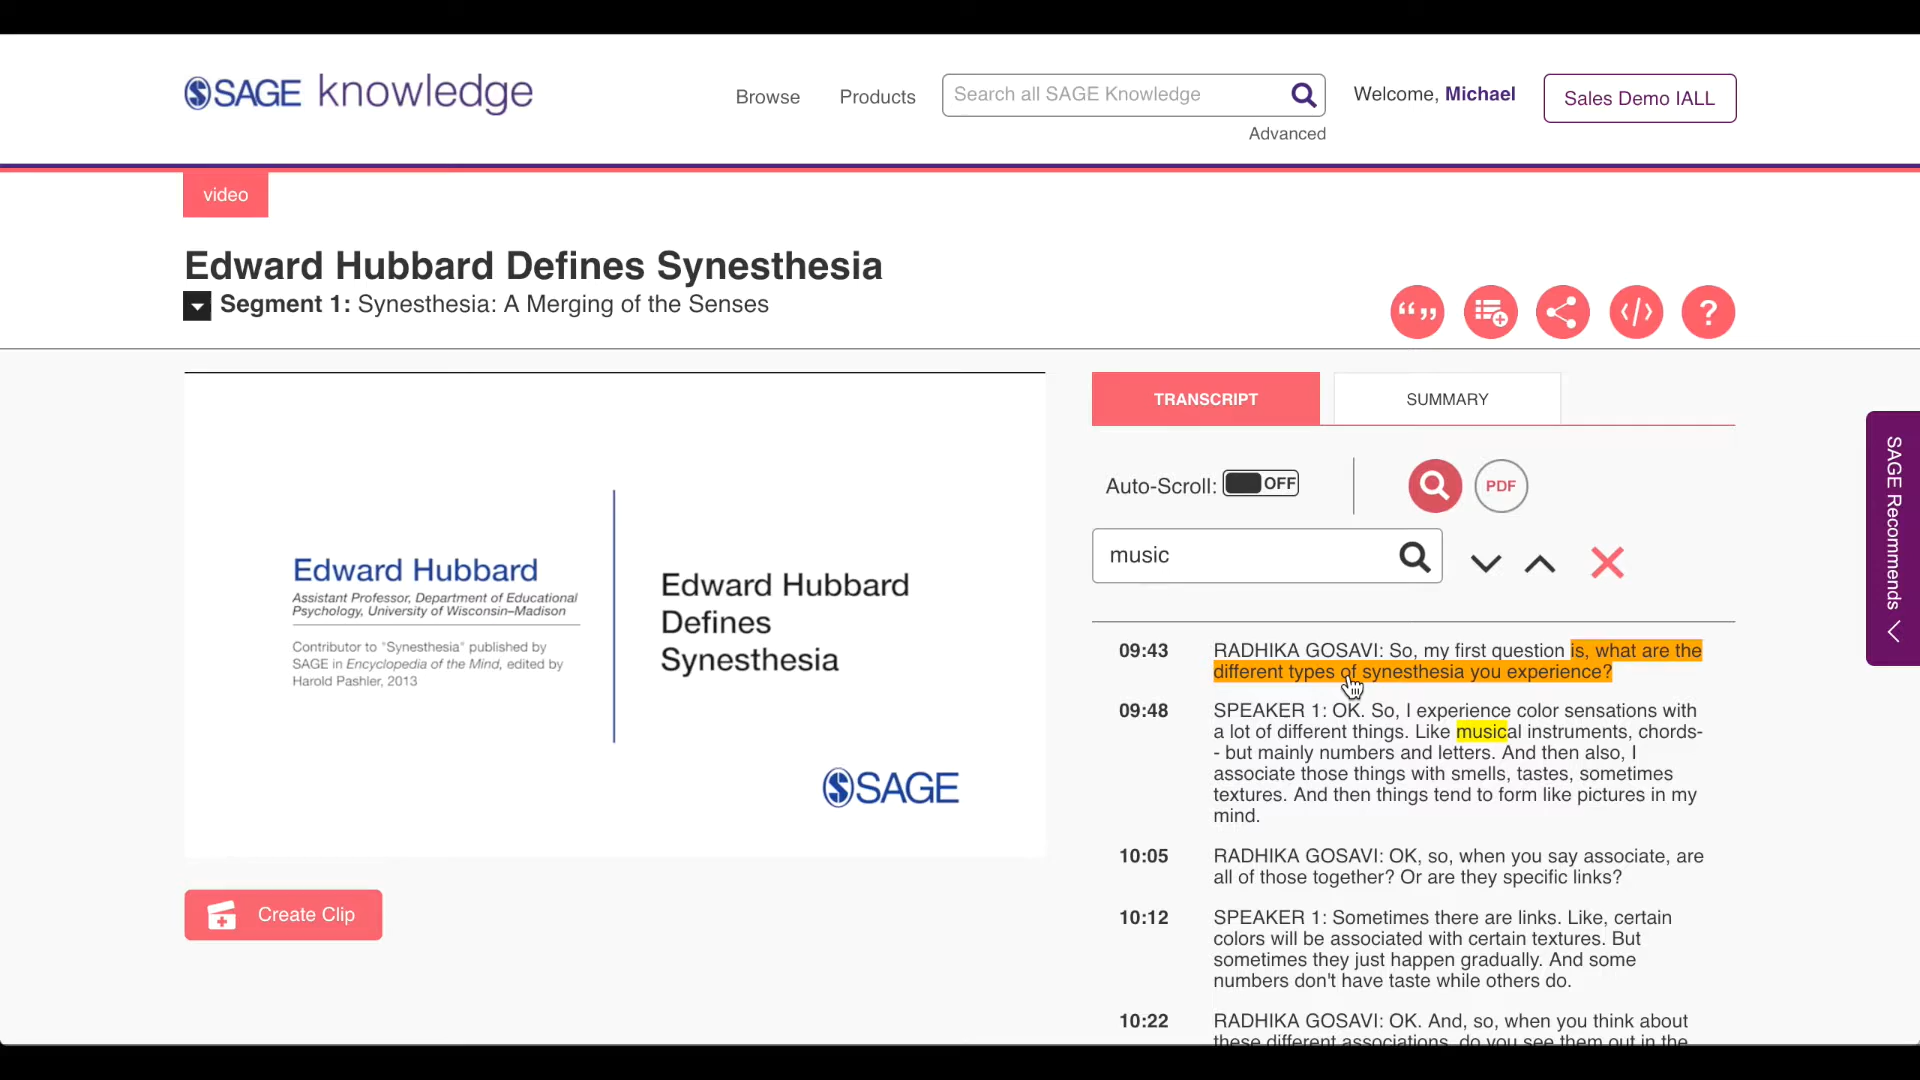 SAGE knowledge
Browse
Products
Search all SAGE Knowledge
Advanced
Welcome, Michael
Sales Demo IALL
video
Edward Hubbard Defines Synesthesia
Segment 1: Synesthesia: A Merging of the Senses
?
Edward Hubbard
Assistant Professor, Department of Educational
Psychology, University of Wisconsin–Madison
Contributor to "Synesthesia" published by
SAGE in Encyclopedia of the Mind, edited by
Harold Pashler, 2013
Edward Hubbard
Defines
Synesthesia
SAGE
Create Clip
TRANSCRIPT
SUMMARY
Auto-Scroll: OFF
PDF
music
09:43 RADHIKA GOSAVI: So, my first question is, what are the
different types of synesthesia you experience?
09:48 SPEAKER 1: OK. So, I experience color sensations with
a lot of different things. Like musical instruments, chords-
- but mainly numbers and letters. And then also, I
associate those things with smells, tastes, sometimes
textures. And then things tend to form like pictures in my
mind.
10:05 RADHIKA GOSAVI: OK, so, when you say associate, are
all of those together? Or are they specific links?
10:12 SPEAKER 1: Sometimes there are links. Like, certain
colors will be associated with certain textures. But
sometimes they just happen gradually. And some
numbers don't have taste while others do.
10:22 RADHIKA GOSAVI: OK. And, so, when you think about
these different associations, do you see them out in the
SAGE Recommends